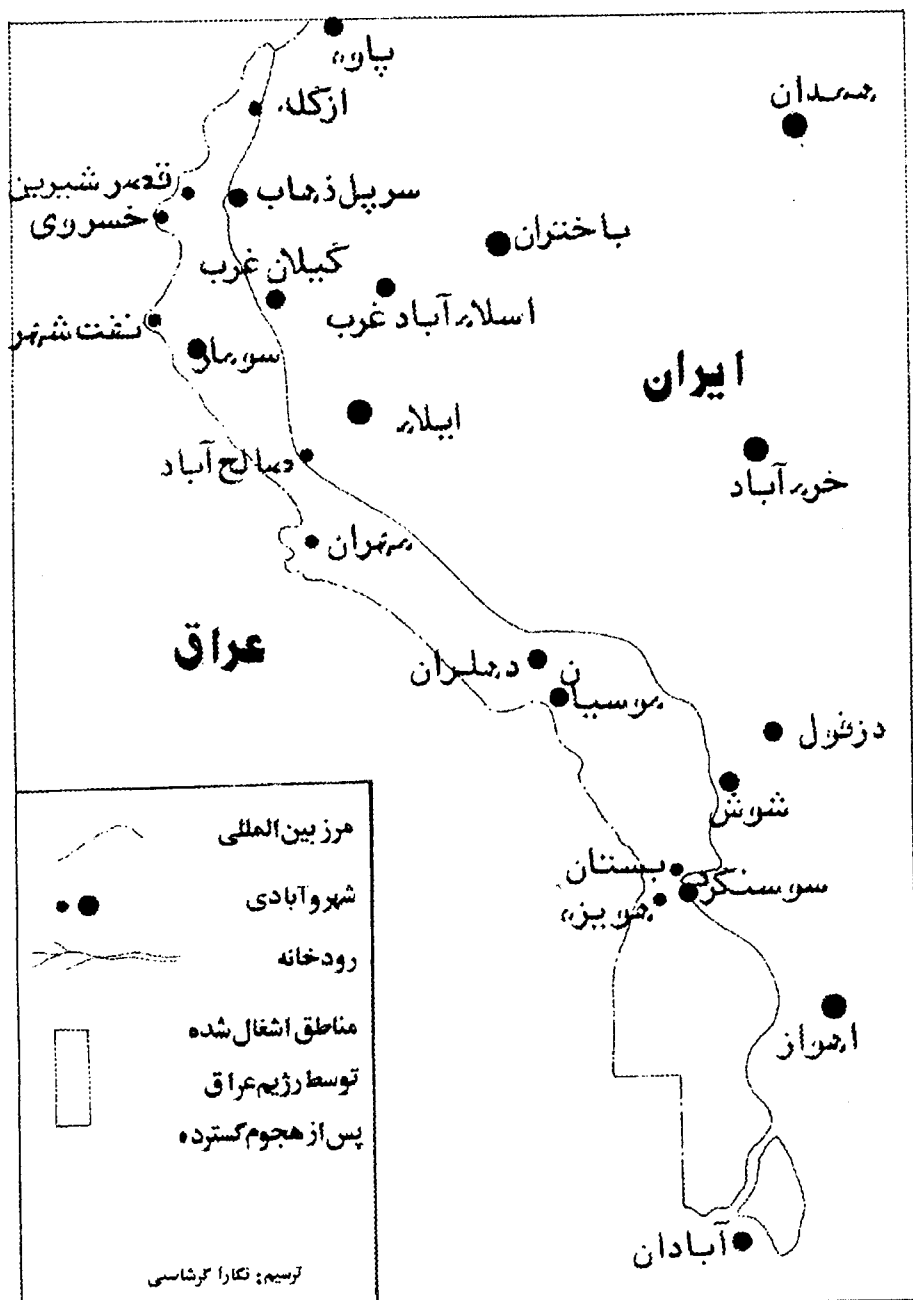 پاوه
ازگله
همدان
قصر شیرین
سرپل ذهاب
خسروی
باختران
گیلان غرب
اسلام آباد غرب
نفت شهر
سومار
ایران
ایلام
صالح آباد
خرم آباد
مهران
عراق
دهلران
موسیان
دزفول
شوش
بستان
سوسنگرد
هویزه
اهواز
آبادان
مرز بین المللی
شهر و آبادی
رودخانه
مناطق اشغال شده
توسط رژیم عراق
پس از هجوم گسترده
ترسیم: نگارا گرشاسبی